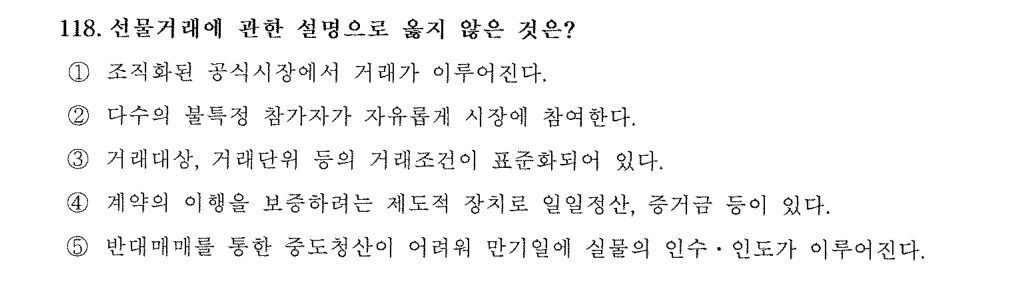 118. 선물거래에 관한 설명으로 옳지 않은 것은?
① 조직화된 공식시장에서 거래가 이루어진다.
② 다수의 불특정 참가자가 자유롭게 시장에 참여한다.
③ 거래대상, 거래단위 등의 거래조건이 표준화되어 있다.
④ 계약의 이행을 보증하려는 제도적 장치로 일일정산, 증거금 등이 있다.
⑤ 반대매매를 통한 중도청산이 어려워 만기일에 실물의 인수·인도가 이루어진다.